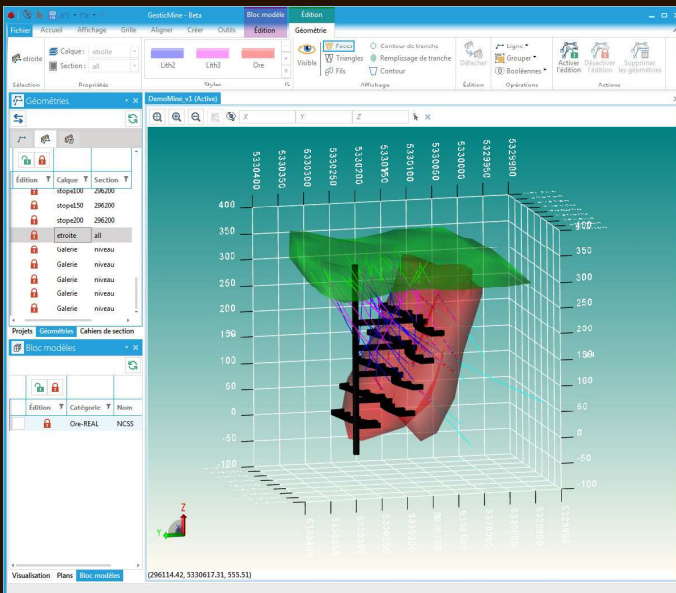 GeoticMine - Beta
Bloc modèle
Édition
Fichier Accueil Affichage Grille Aligner Créer Outils Édition Géométrie
etroite
Calque : etroite
Section : all
Lith2 Lith3 Ore
Visible
Faces
Triangles
Fils
Contour de tranche
Remplissage de tranche
Contour
Détacher
Ligne
Grouper
Booléennes
Activer l'édition
Désactiver l'édition
Supprimer les géométries
Sélection Propriétés Styles Affichage Édition Opérations Actions
Géométries
Édition Calque Section
stope100 296200
stope150 296200
stope200 296200
etroite all
Galerie niveau
Galerie niveau
Galerie niveau
Galerie niveau
Galerie niveau
Projets Géométries Cahiers de section
Bloc modèles
Édition Catégorie Nom
Ore-REAL NCSS
Visualisation Plans Bloc modèles
DemoMine_v1 (Active)
X Y Z
5330400 5330350 5330300 5330250 5330200 5330150 5330100 5330050 5330000 5329950 5329900
400
350
300
250
200
150
100
50
0
-50
-100
400
350
300
250
200
150
100
50
0
-50
-100
Z
Y
(296114.42, 5330617.31, 555.51)